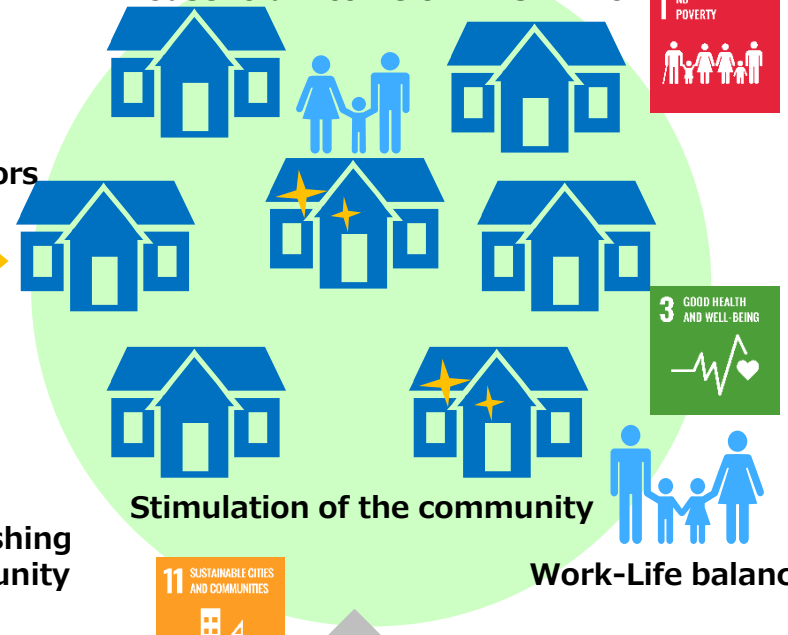 1
POVERTY
ors
3 GOOD HEALTH
AND WELL-BEING
Stimulation of the community
shing
unity
Work-Life balanc
11 SUSTAINABLE CITIES
AND COMMUNITIES